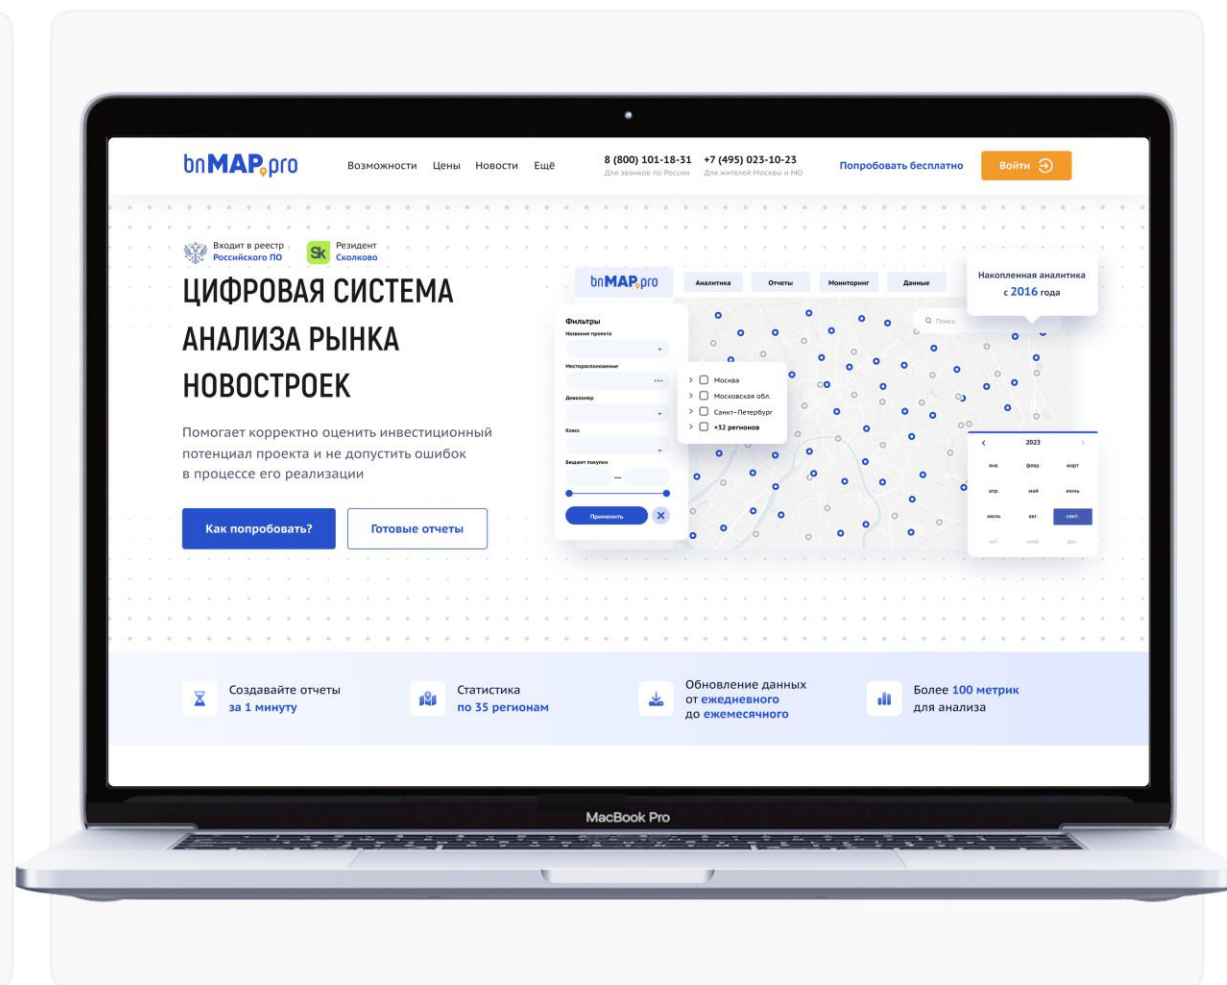 bnMAP.pro
Возможности Цены Новости Ещё
8 (800) 101-18-31 +7 (495) 023-10-23
Для звонков по России Для жителей Москвы и МО
Попробовать бесплатно
Войти
Входит в реестр
Российского ПО
Sk
Резидент
Сколково
ЦИФРОВАЯ СИСТЕМА
АНАЛИЗА РЫНКА
НОВОСТРОЕК
Помогает корректно оценить инвестиционный
потенциал проекта и не допустить ошибок
в процессе его реализации
Как попробовать?
Готовые отчеты
bnMAP.pro
Аналитика Отчеты Мониторинг Данные
Накопленная аналитика
с 2016 года
Поиск
Фильтры
Название проекта
Месторасположение
Девелопер
Класс
Бюджет покупки
Применить
Москва
Московская обл.
Санкт–Петербург
+32 регионов
2023
янв. февр. март
апр. май июнь
июль авг. сент.
окт. нояб. дек.
Создавайте отчеты
за 1 минуту
Статистика
по 35 регионам
Обновление данных
от ежедневного
до ежемесячного
Более 100 метрик
для анализа
MacBook Pro